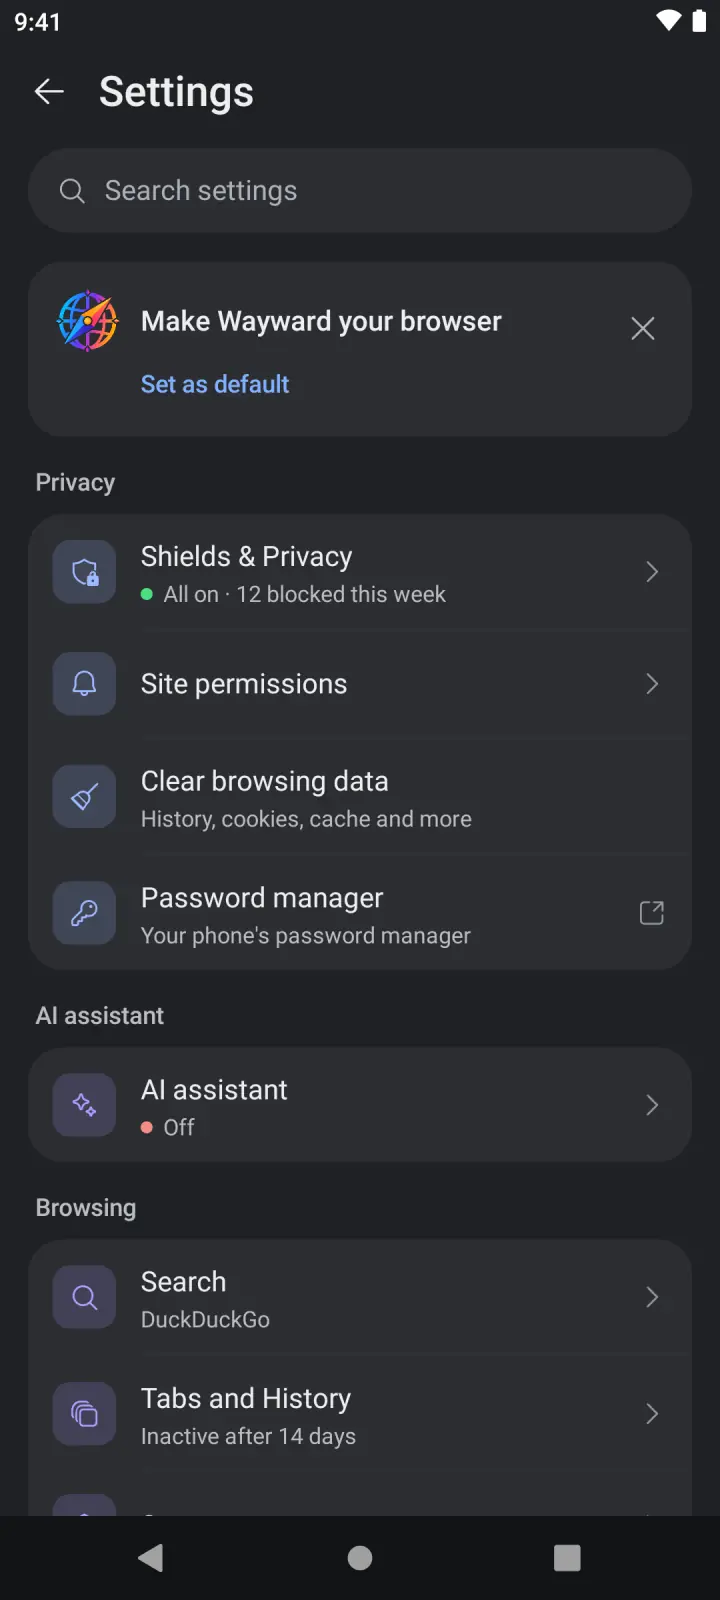 9:41
Settings
Search settings
Make Wayward your browser
Set as default
Privacy
Shields & Privacy
All on · 12 blocked this week
Site permissions
Clear browsing data
History, cookies, cache and more
Password manager
Your phone's password manager
AI assistant
AI assistant
Off
Browsing
Search
DuckDuckGo
Tabs and History
Inactive after 14 days